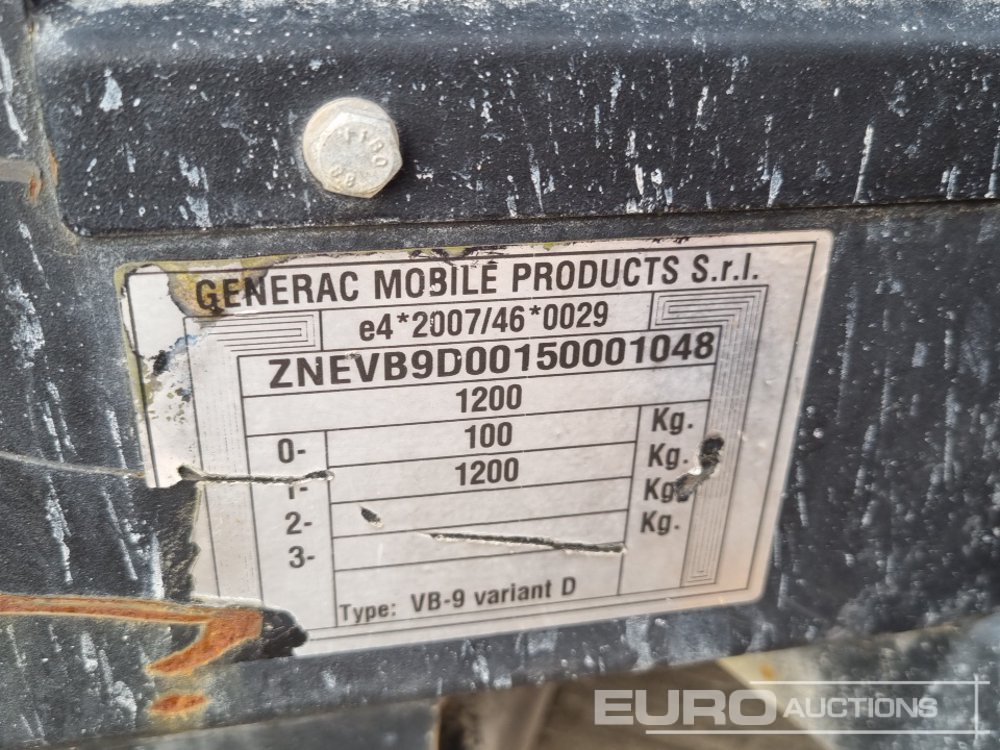 GENERAC MOBILE PRODUCTS S.r.l.
e4*2007/46*0029
ZNEVB9D00150001048
1200
0- 100 Kg.
1- 1200 Kg.
2- Kg.
3- Kg.
Type: VB-9 variant D
EURO AUCTIONS